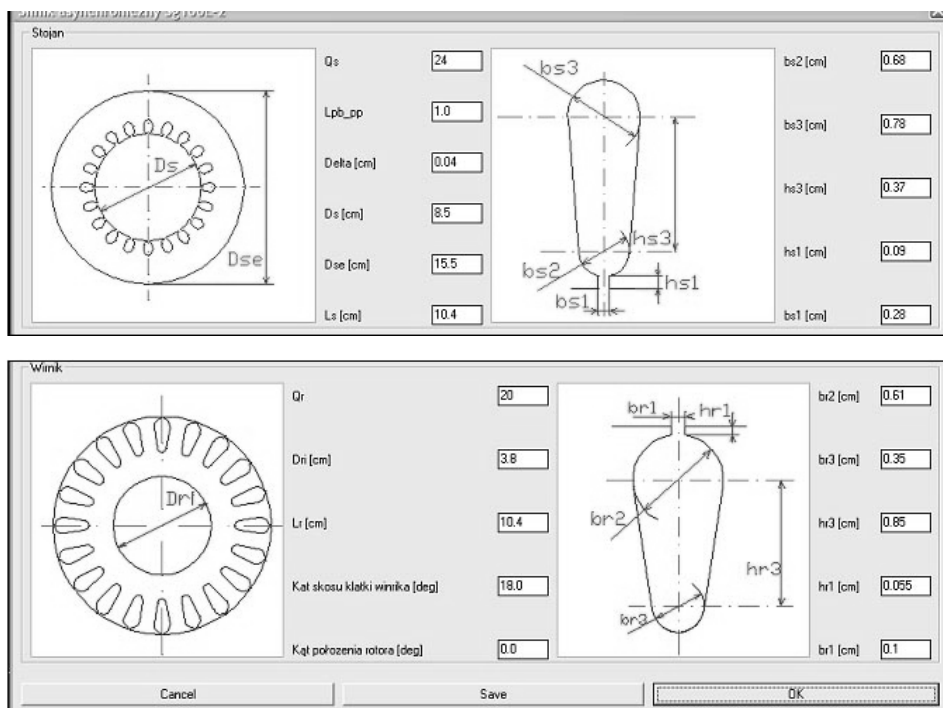 Silnik asynchroniczny
Stojan
Ds
Dse
Qs 24
Lpb_pp 1.0
Delta [cm] 0.04
Ds [cm] 8.5
Dse [cm] 15.5
Ls [cm] 10.4
bs3
hs3
bs2
hs1
bs1
bs2 [cm] 0.68
bs3 [cm] 0.78
hs3 [cm] 0.37
hs1 [cm] 0.09
bs1 [cm] 0.28
Wirnik
Dri
Qr 20
Dri [cm] 3.8
Lr [cm] 10.4
Kat skosu klatki winrika [deg] 18.0
Kąt połozenia rotora [deg] 0.0
br1
hr1
br2
hr3
br3
br2 [cm] 0.61
br3 [cm] 0.35
hr3 [cm] 0.85
hr1 [cm] 0.055
br1 [cm] 0.1
Cancel
Save
OK